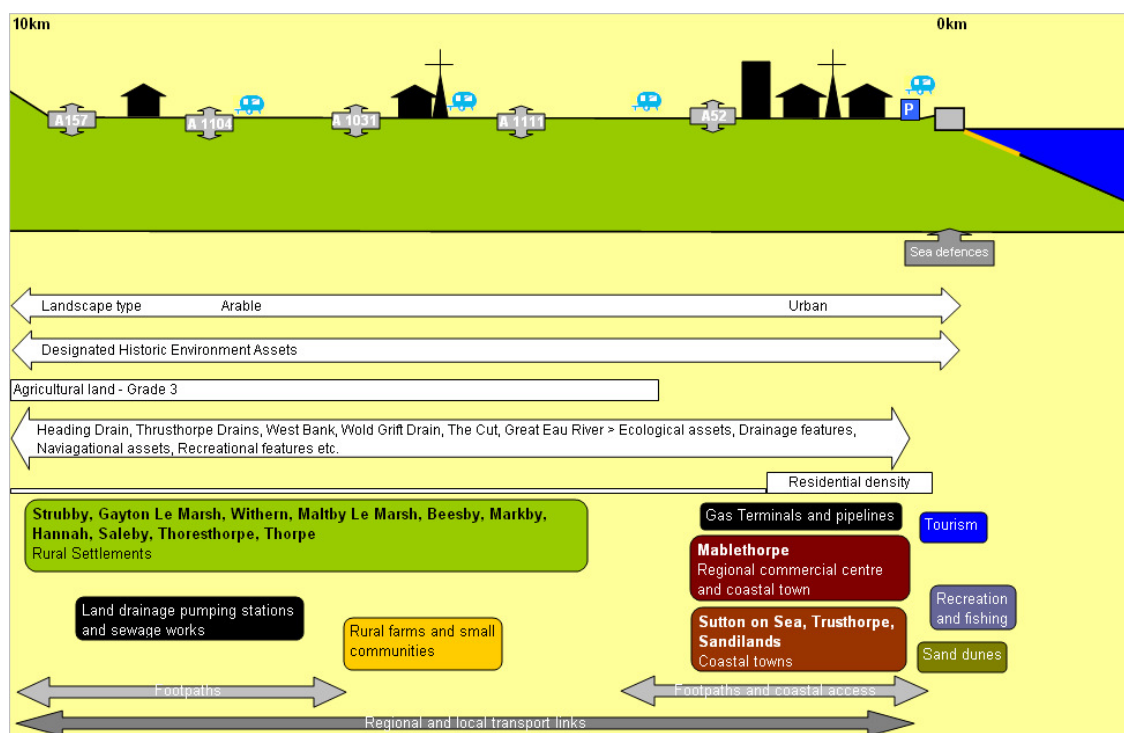 10km
0km
A157
A 1104
A 1031
A 1111
A52
P
Sea defences
Landscape type Arable Urban
Designated Historic Environment Assets
Agricultural land - Grade 3
Heading Drain, Thrusthorpe Drains, West Bank, Wold Grift Drain, The Cut, Great Eau River > Ecological assets, Drainage features,
Naviagational assets, Recreational features etc.
Residential density
Strubby, Gayton Le Marsh, Withern, Maltby Le Marsh, Beesby, Markby,
Hannah, Saleby, Thoresthorpe, Thorpe
Rural Settlements
Gas Terminals and pipelines
Tourism
Mablethorpe
Regional commercial centre
and coastal town
Land drainage pumping stations
and sewage works
Rural farms and small
communities
Sutton on Sea, Trusthorpe,
Sandilands
Coastal towns
Recreation
and fishing
Sand dunes
Footpaths
Footpaths and coastal access
Regional and local transport links